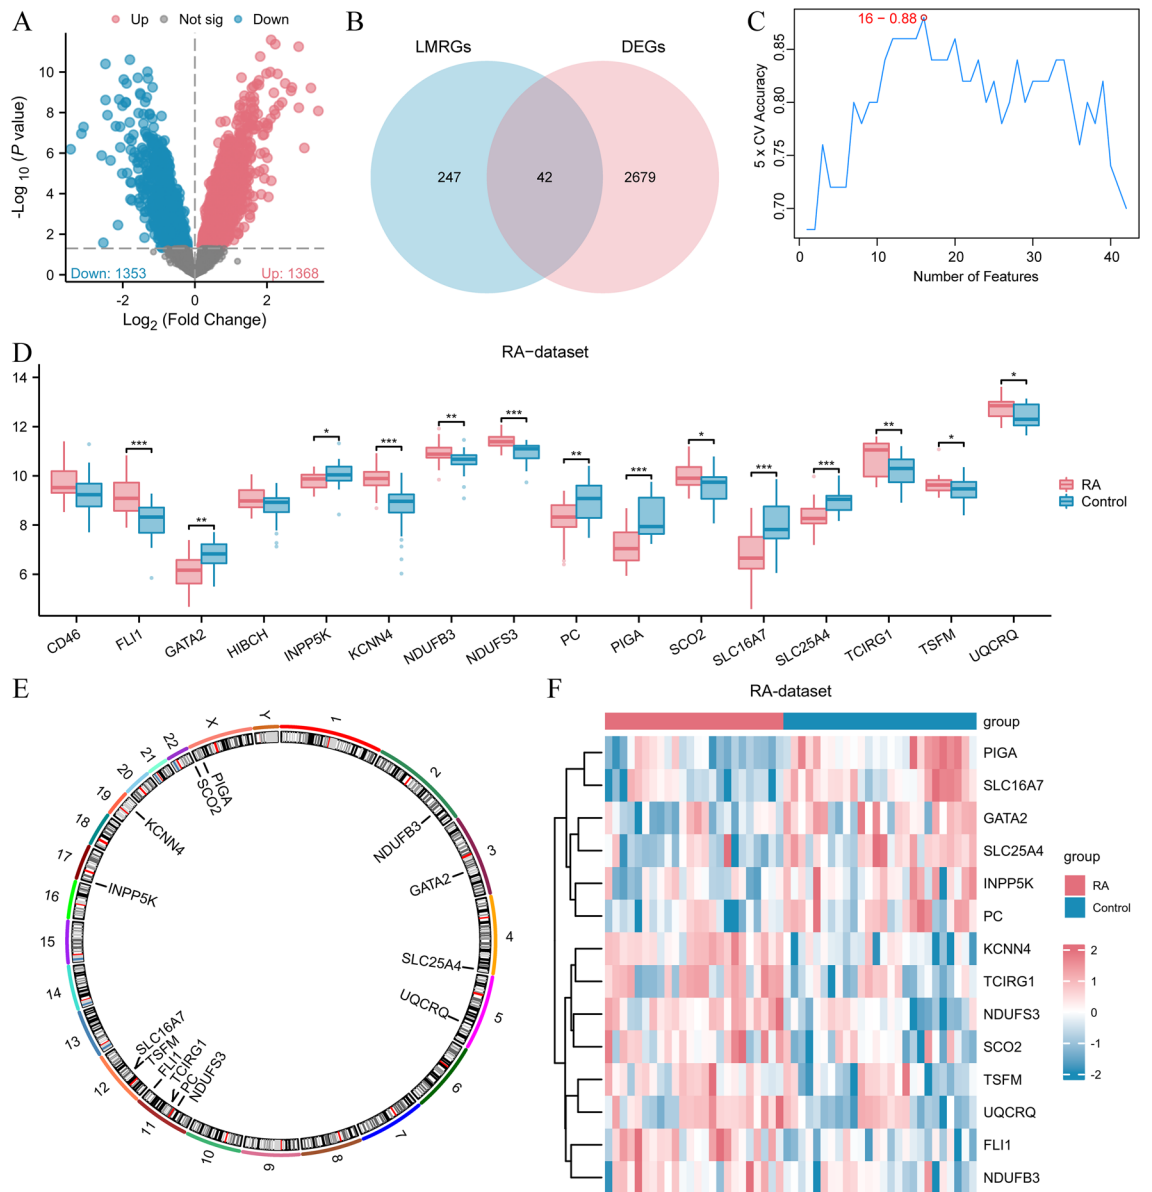 A
Up Not sig Down
-Log 10 (P value)
10
8
6
4
2
0
Down: 1353
Up: 1368
-2 0 2
Log2 (Fold Change)
B
LMRGs DEGs
247 42 2679
C
16 − 0.88
5 x CV Accuracy
0.85
0.80
0.75
0.70
0 10 20 30 40
Number of Features
D
RA−dataset
14
12
10
8
6
*** ** * *** ** *** ** *** * *** *** ** * *
RA
Control
CD46 FLI1 GATA2 HIBCH INPP5K KCNN4 NDUFB3 NDUFS3 PC PIGA SCO2 SLC16A7 SLC25A4 TCIRG1 TSFM UQCRQ
E
1
2
3
4
5
6
7
8
9
10
11
12
13
14
15
16
17
18
19
20
21
22
X
Y
NDUFB3
GATA2
SLC25A4
UQCRQ
NDUFS3
PC
TCIRG1
FLI1
TSFM
SLC16A7
INPP5K
KCNN4
SCO2
PIGA
F
RA-dataset
group
PIGA
SLC16A7
GATA2
SLC25A4
INPP5K
PC
KCNN4
TCIRG1
NDUFS3
SCO2
TSFM
UQCRQ
FLI1
NDUFB3
group
RA
Control
2
1
0
-1
-2